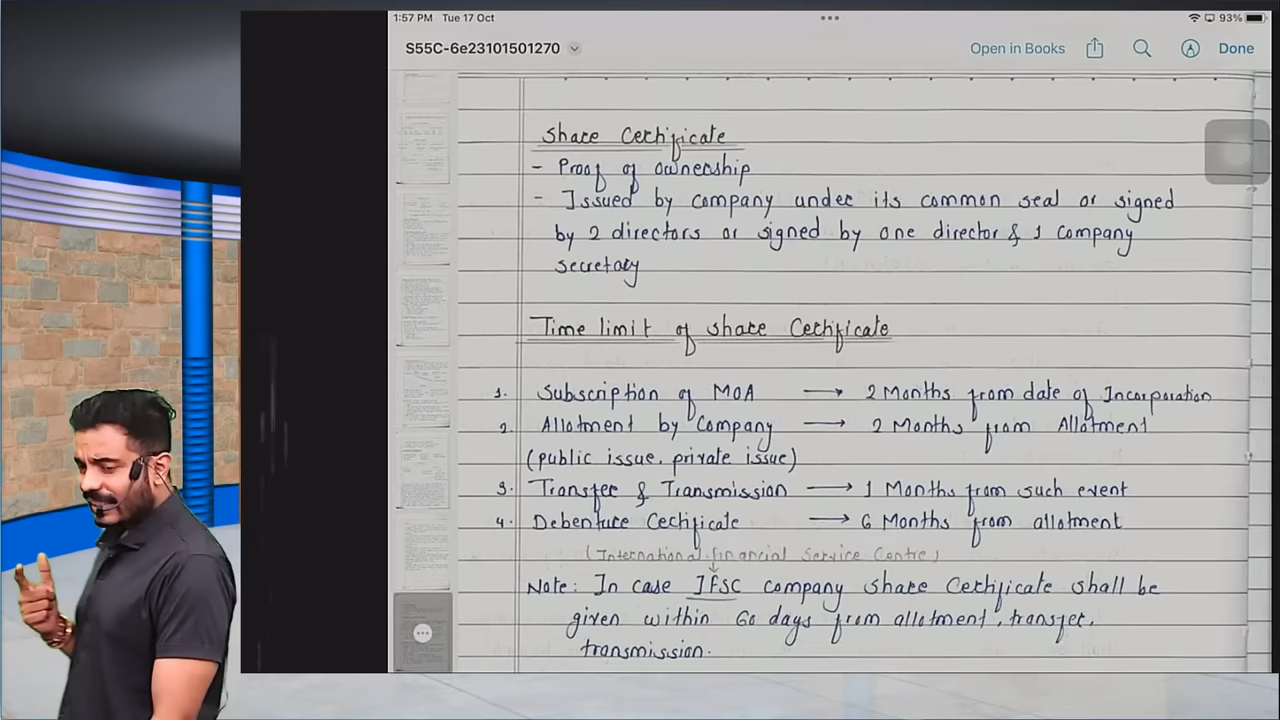 1:57 PM Tue 17 Oct
93%
S55C-6e23101501270
Open in Books
Done
Share Certificate
- Proof of ownership
- Issued by company under its common seal or signed
by 2 directors or signed by one director & 1 company
secretary
Time limit of share Certificate
1. Subscription of MOA → 2 Months from date of Incorporation
2. Allotment by Company → 2 Months from Allotment
(public issue, private issue)
3. Transfer & Transmission → 1 Months from such event
4. Debenture Certificate → 6 Months from allotment
(International financial Service Centre)
Note: In case IFSC company share Certificate shall be
given within 60 days from allotment, transfer,
transmission.